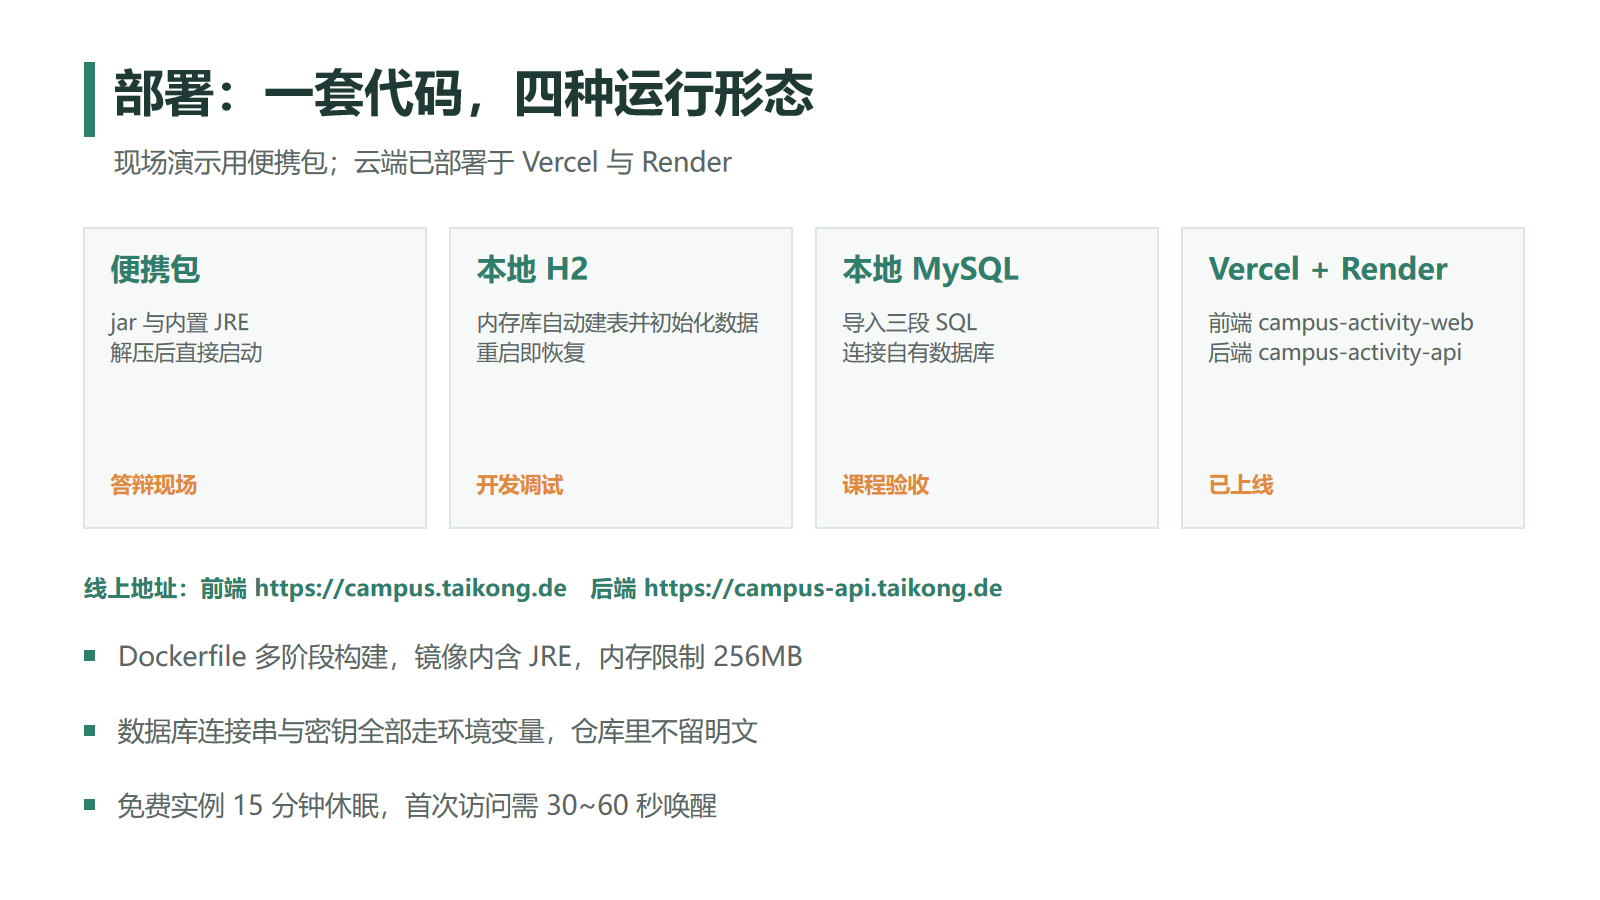 部署：一套代码，四种运行形态
现场演示用便携包；云端已部署于 Vercel 与 Render
便携包
jar 与内置 JRE
解压后直接启动
答辩现场
本地 H2
内存库自动建表并初始化数据
重启即恢复
开发调试
本地 MySQL
导入三段 SQL
连接自有数据库
课程验收
Vercel + Render
前端 campus-activity-web
后端 campus-activity-api
已上线
线上地址：前端 https://campus.taikong.de 后端 https://campus-api.taikong.de
Dockerfile 多阶段构建，镜像内含 JRE，内存限制 256MB
数据库连接串与密钥全部走环境变量，仓库里不留明文
免费实例 15 分钟休眠，首次访问需 30~60 秒唤醒